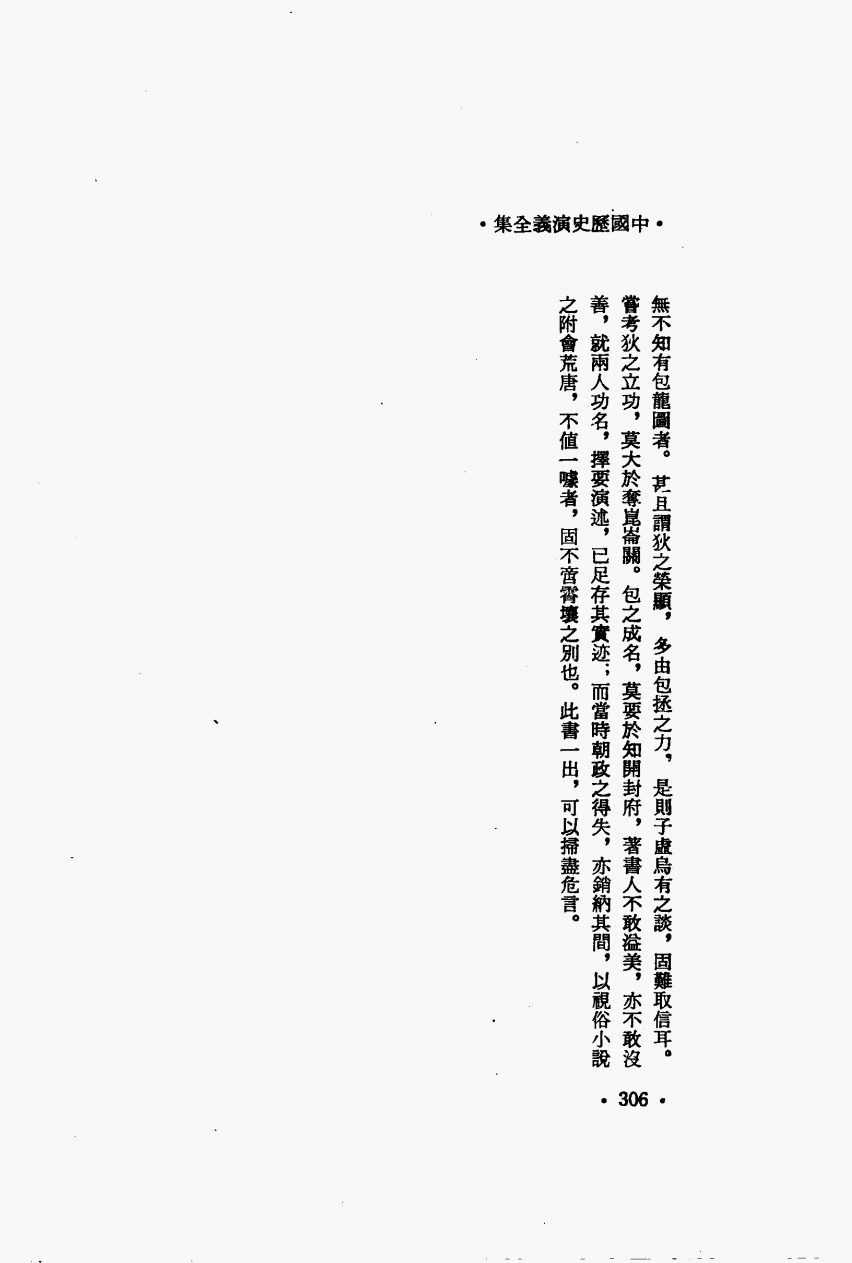 •中國歷史演義全集•
無不知有包龍圖者。甚且謂狄之榮顯，多由包拯之力，是則子虛烏有之談，固難取信耳。
嘗考狄之立功，莫大於奪崑崙關。包之成名，莫要於知開封府，著書人不敢溢美，亦不敢沒
善，就兩人功名，擇要演述，已足存其實迹；而當時朝政之得失，亦銷納其間，以視俗小說
之附會荒唐，不值一噱者，固不啻霄壤之別也。此書一出，可以掃盡危言。
• 306 •